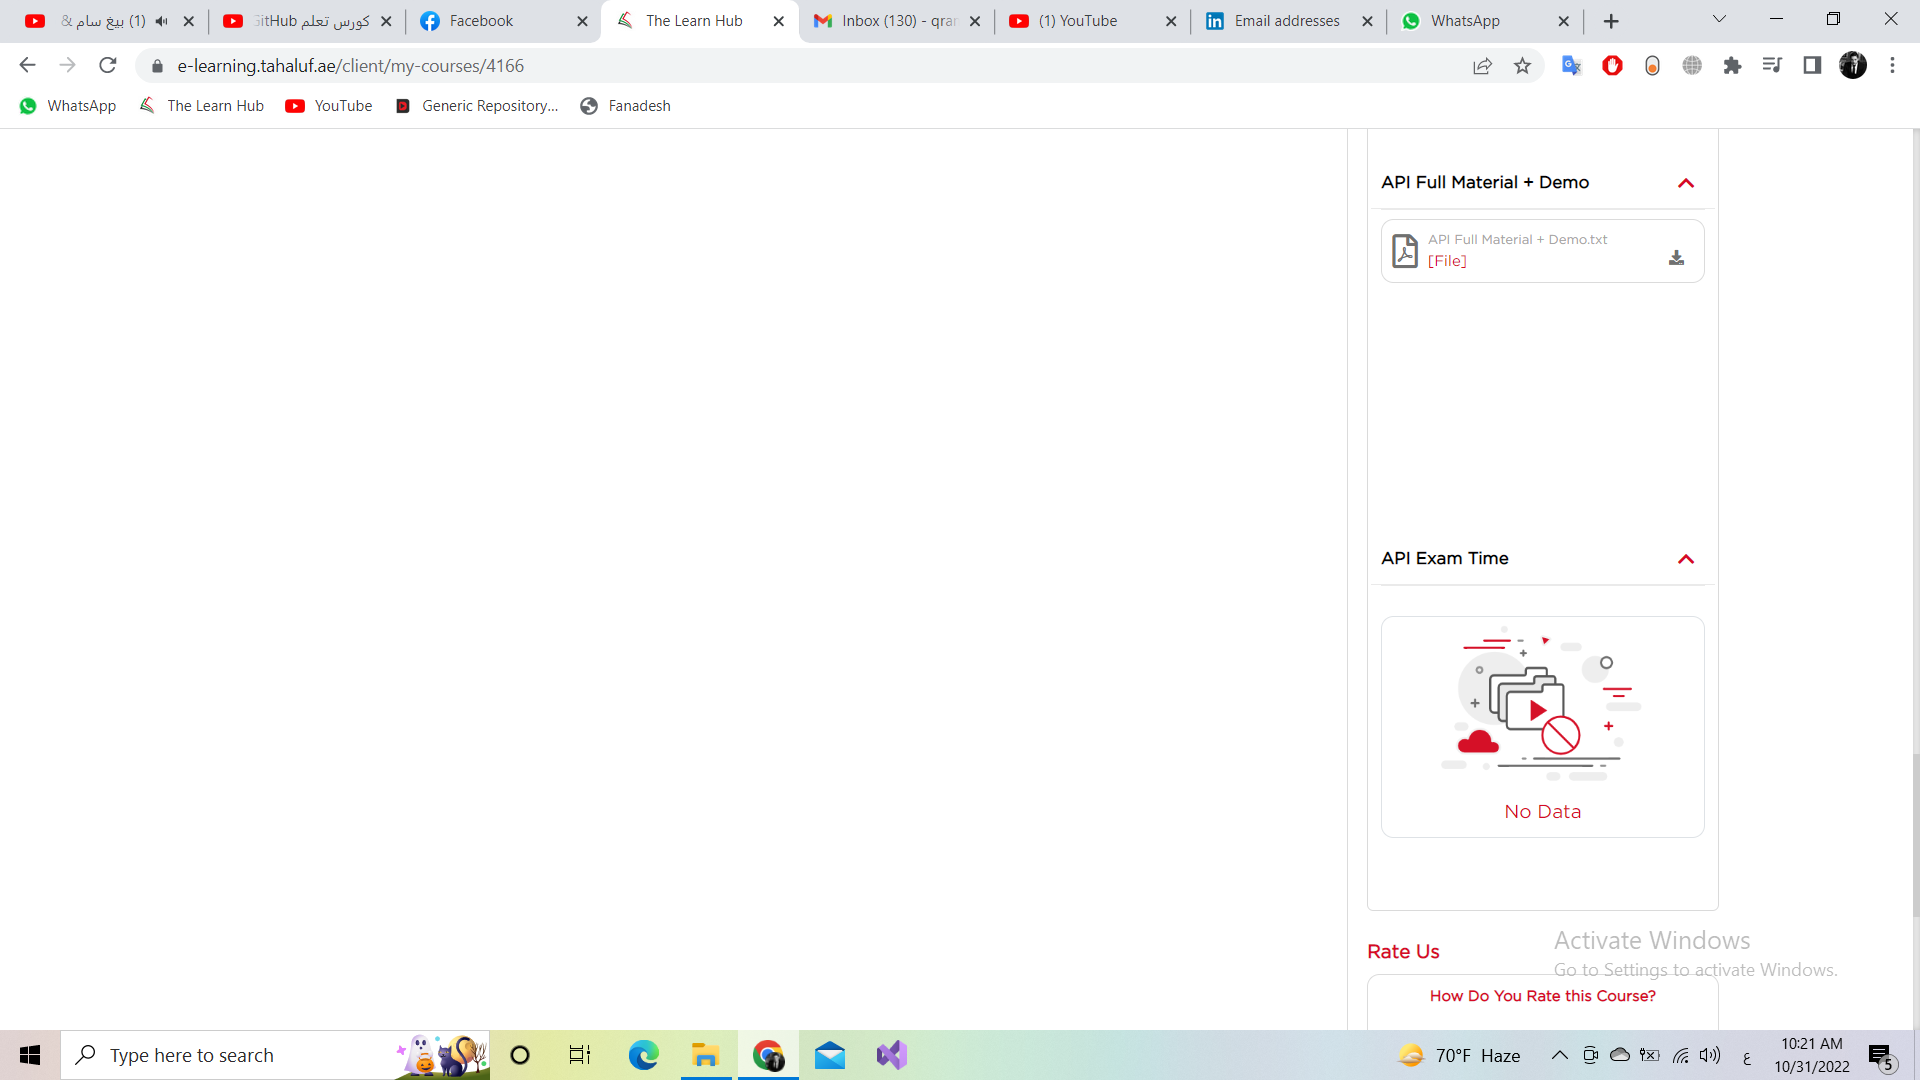 (1) بيغ سام &
كورس تعلم GitHub
Facebook
The Learn Hub
Inbox (130) - qrar
(1) YouTube
Email addresses
WhatsApp
e-learning.tahaluf.ae/client/my-courses/4166
WhatsApp
The Learn Hub
YouTube
Generic Repository...
Fanadesh
API Full Material + Demo
API Full Material + Demo.txt
[File]
API Exam Time
No Data
Rate Us
How Do You Rate this Course?
Activate Windows
Go to Settings to activate Windows.
Type here to search
70°F Haze
ع
10:21 AM
10/31/2022
5